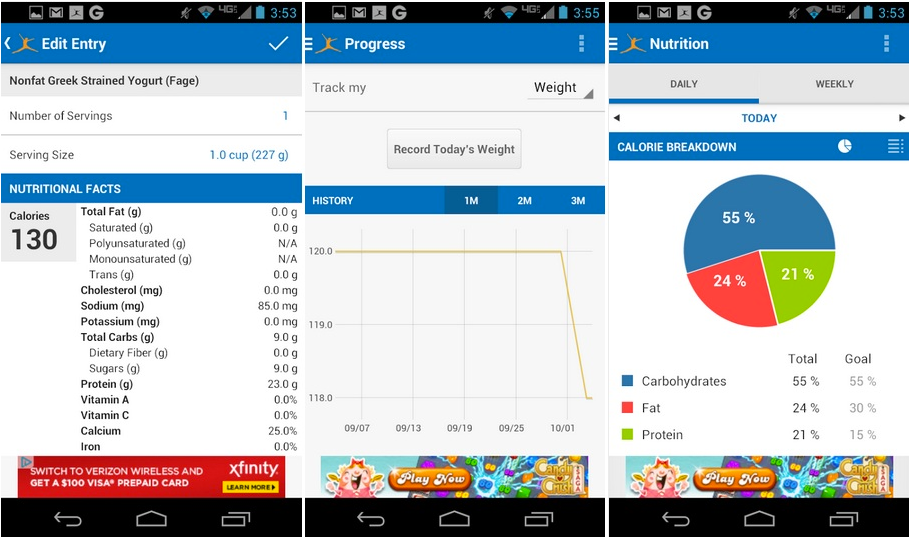 4G 3:53
Edit Entry
Nonfat Greek Strained Yogurt (Fage)
Number of Servings 1
Serving Size 1.0 cup (227 g)
NUTRITIONAL FACTS
Calories
130
Total Fat (g) 0.0 g
Saturated (g) 0.0 g
Polyunsaturated (g) N/A
Monounsaturated (g) N/A
Trans (g) 0.0 g
Cholesterol (mg) 0.0 mg
Sodium (mg) 85.0 mg
Potassium (mg) 0.0 mg
Total Carbs (g) 9.0 g
Dietary Fiber (g) 0.0 g
Sugars (g) 9.0 g
Protein (g) 23.0 g
Vitamin A 0.0%
Vitamin C 0.0%
Calcium 25.0%
Iron 0.0%
SWITCH TO VERIZON WIRELESS AND
GET A $100 VISA® PREPAID CARD
xfinity
LEARN MORE
4G 3:55
Progress
Track my Weight
Record Today's Weight
HISTORY 1M 2M 3M
120.0
119.0
118.0
09/07 09/13 09/19 09/25 10/01
Play Now
Candy Crush SAGA
4G 3:53
Nutrition
DAILY WEEKLY
TODAY
CALORIE BREAKDOWN
55 %
24 %
21 %
Total Goal
Carbohydrates 55 % 55 %
Fat 24 % 30 %
Protein 21 % 15 %
Play Now
Candy Crush SAGA